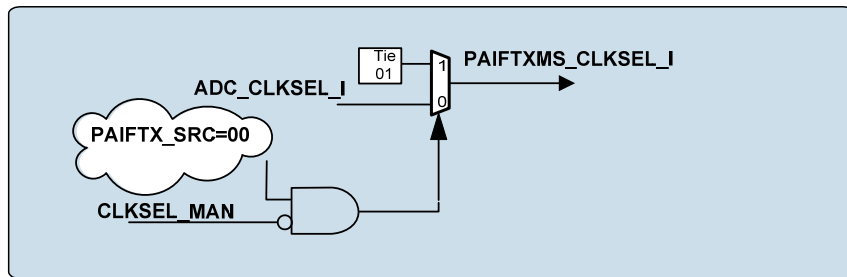 Tie
01
1
PAIFTXMS_CLKSEL_I
ADC_CLKSEL_I
0
PAIFTX_SRC=00
CLKSEL_MAN